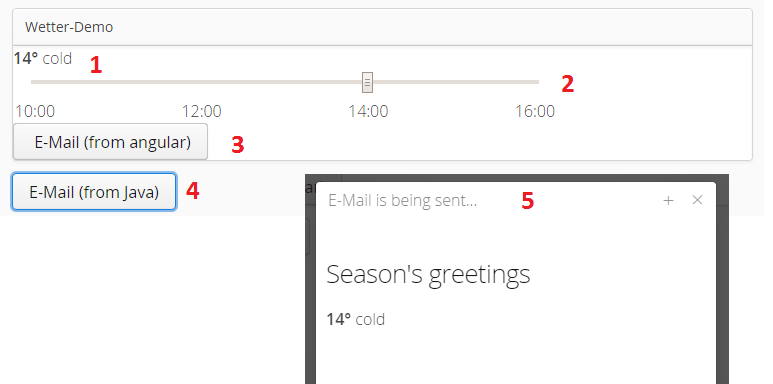 Wetter-Demo
14° cold
1
2
10:00 12:00 14:00 16:00
E-Mail (from angular)
3
E-Mail (from Java)
4
E-Mail is being sent...
5
Season's greetings
14° cold